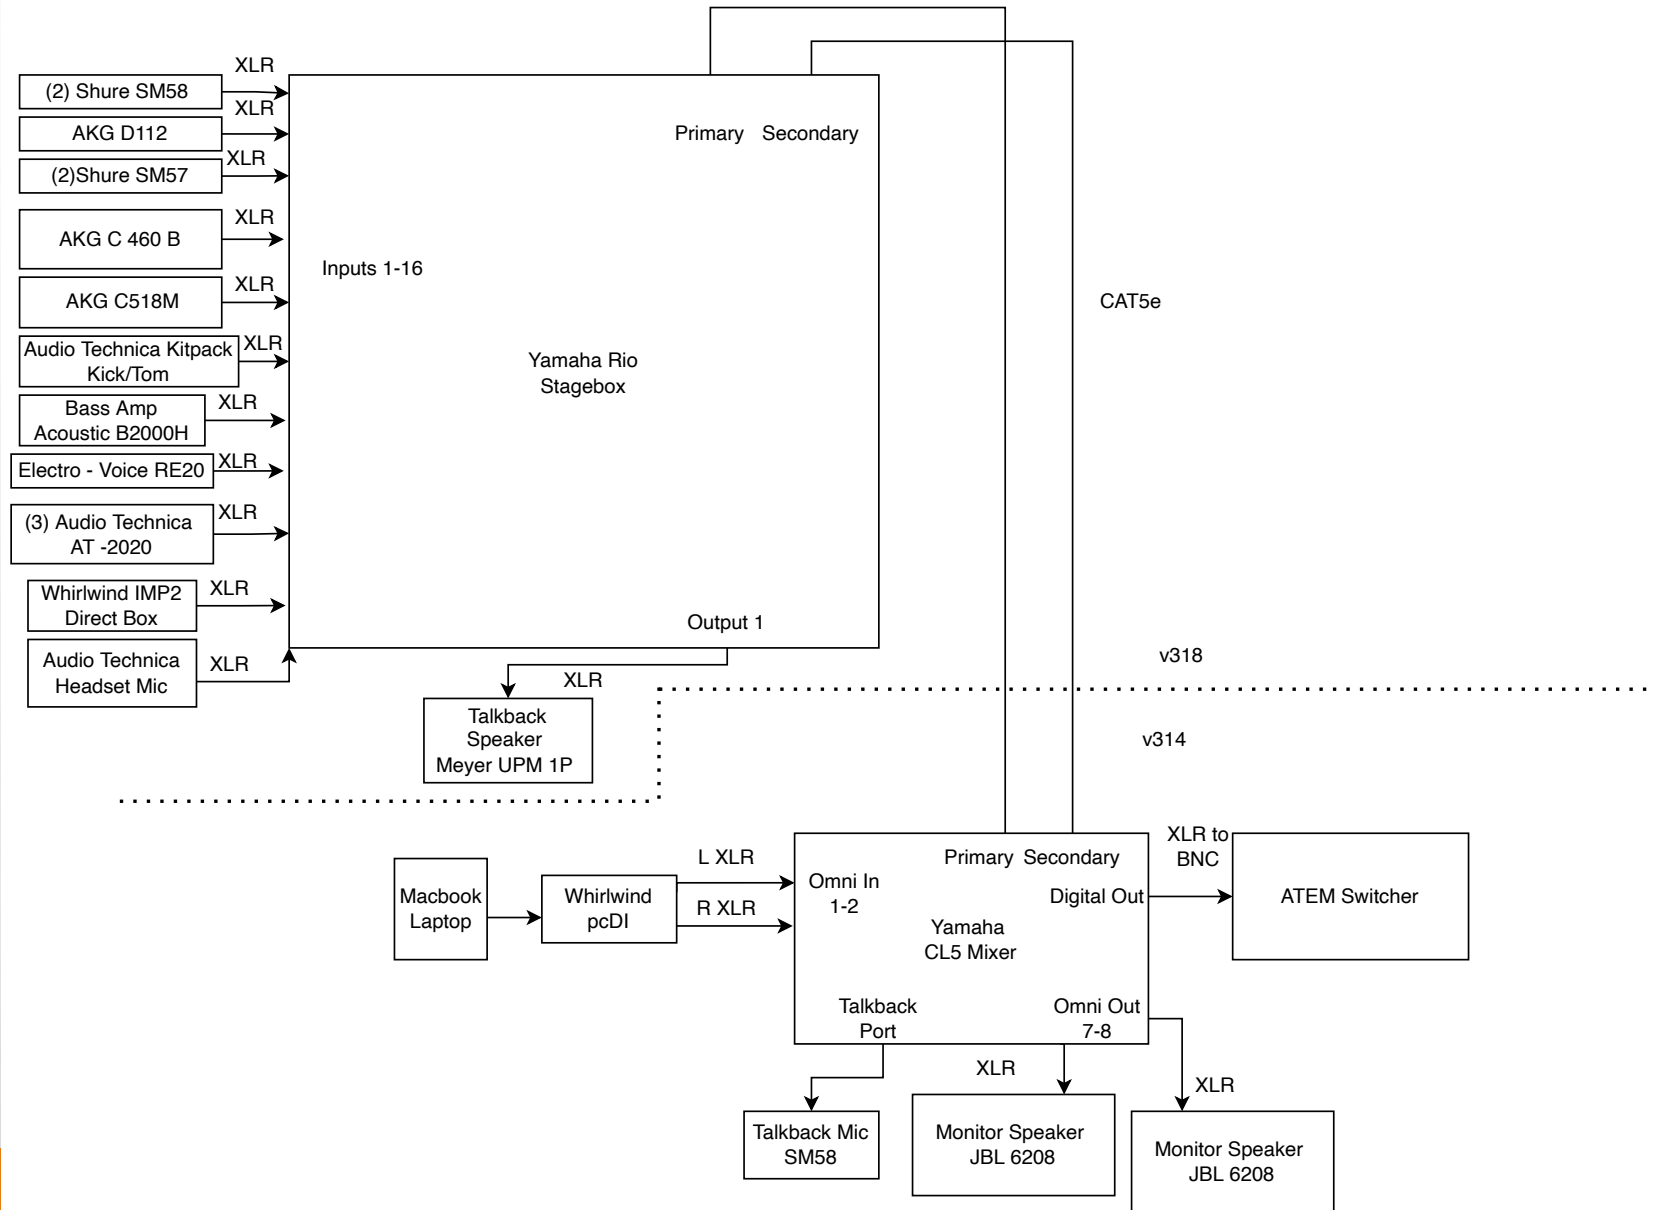 XLR
(2) Shure SM58
XLR
AKG D112
XLR
(2)Shure SM57
XLR
AKG C 460 B
XLR
AKG C518M
XLR
Audio Technica Kitpack
Kick/Tom
XLR
Bass Amp
Acoustic B2000H
XLR
Electro - Voice RE20
XLR
(3) Audio Technica
AT -2020
XLR
Whirlwind IMP2
Direct Box
XLR
Audio Technica
Headset Mic
Primary
Secondary
Inputs 1-16
Yamaha Rio
Stagebox
Output 1
CAT5e
XLR
Talkback
Speaker
Meyer UPM 1P
v318
v314
Macbook
Laptop
Whirlwind
pcDI
L XLR
R XLR
Omni In
1-2
Primary
Secondary
Digital Out
Yamaha
CL5 Mixer
Talkback
Port
Omni Out
7-8
XLR to
BNC
ATEM Switcher
XLR
XLR
Talkback Mic
SM58
Monitor Speaker
JBL 6208
Monitor Speaker
JBL 6208